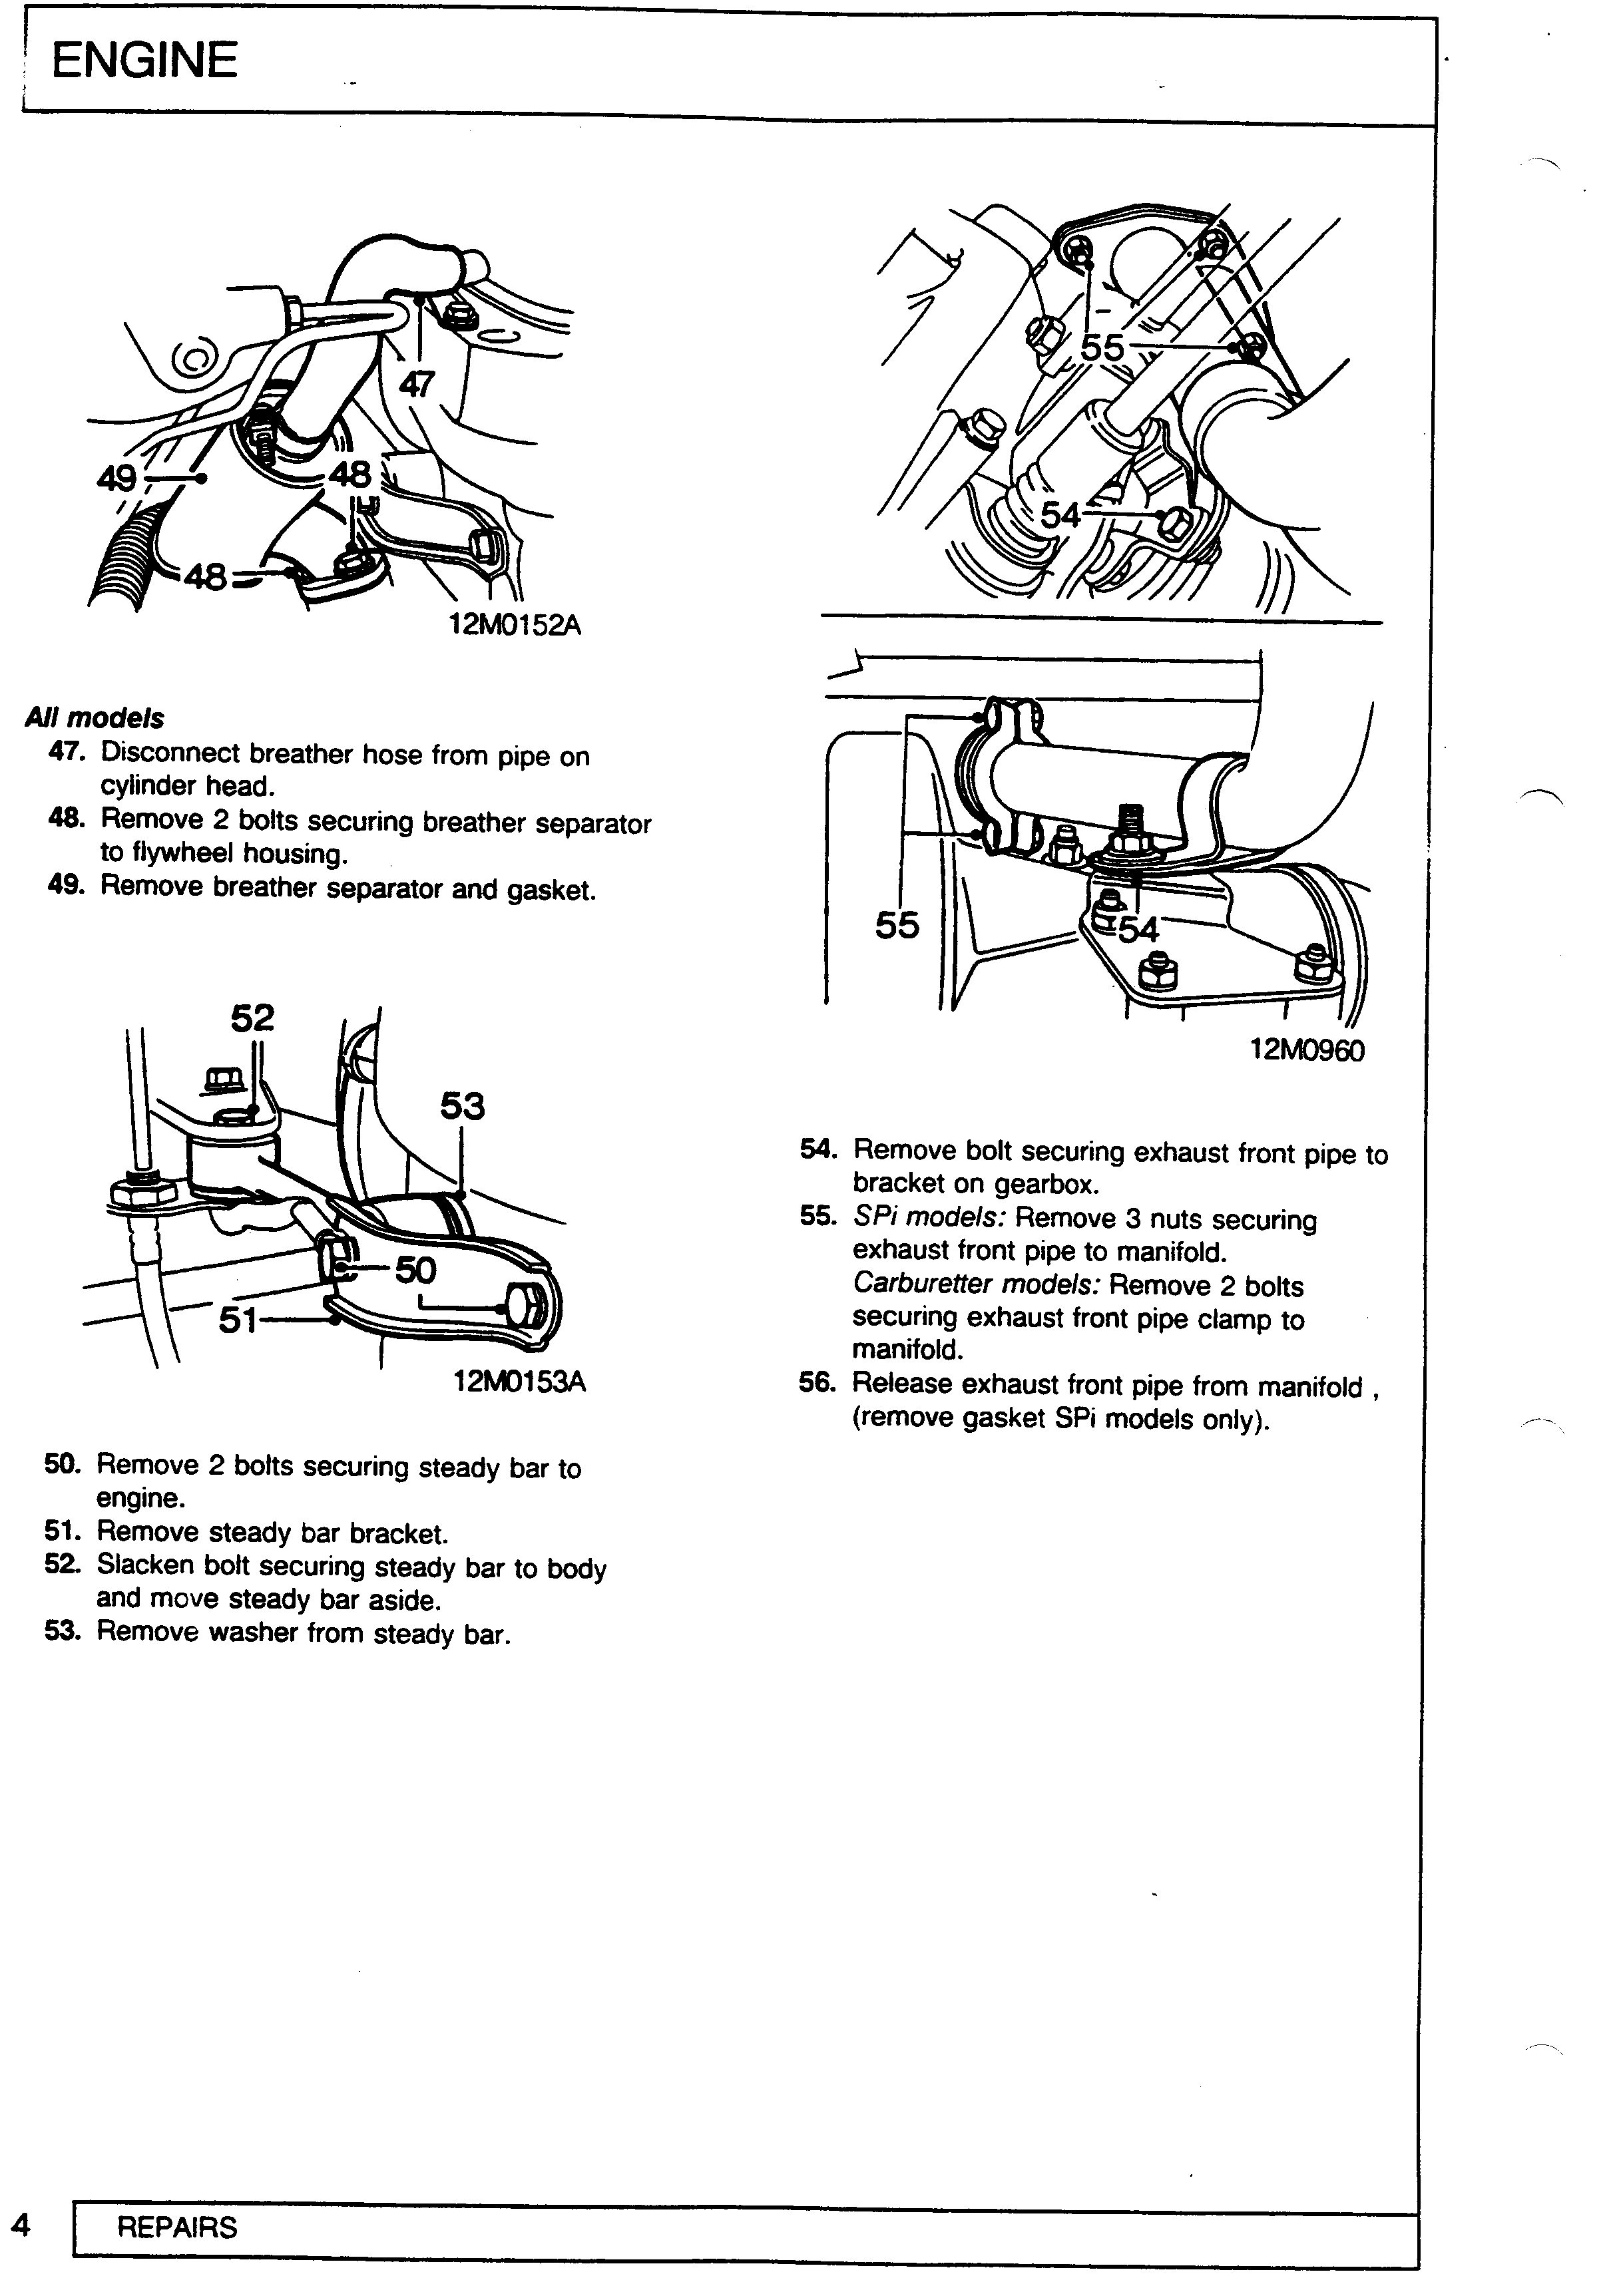 ENGINE
47
49
48
48
12M0152A
All models
47. Disconnect breather hose from pipe on
cylinder head.
48. Remove 2 bolts securing breather separator
to flywheel housing.
49. Remove breather separator and gasket.
52
53
50
51
12M0153A
50. Remove 2 bolts securing steady bar to
engine.
51. Remove steady bar bracket.
52. Slacken bolt securing steady bar to body
and move steady bar aside.
53. Remove washer from steady bar.
55
54
55
54
12M0960
54. Remove bolt securing exhaust front pipe to
bracket on gearbox.
55. SPi models: Remove 3 nuts securing
exhaust front pipe to manifold.
Carburetter models: Remove 2 bolts
securing exhaust front pipe clamp to
manifold.
56. Release exhaust front pipe from manifold ,
(remove gasket SPi models only).
4
REPAIRS